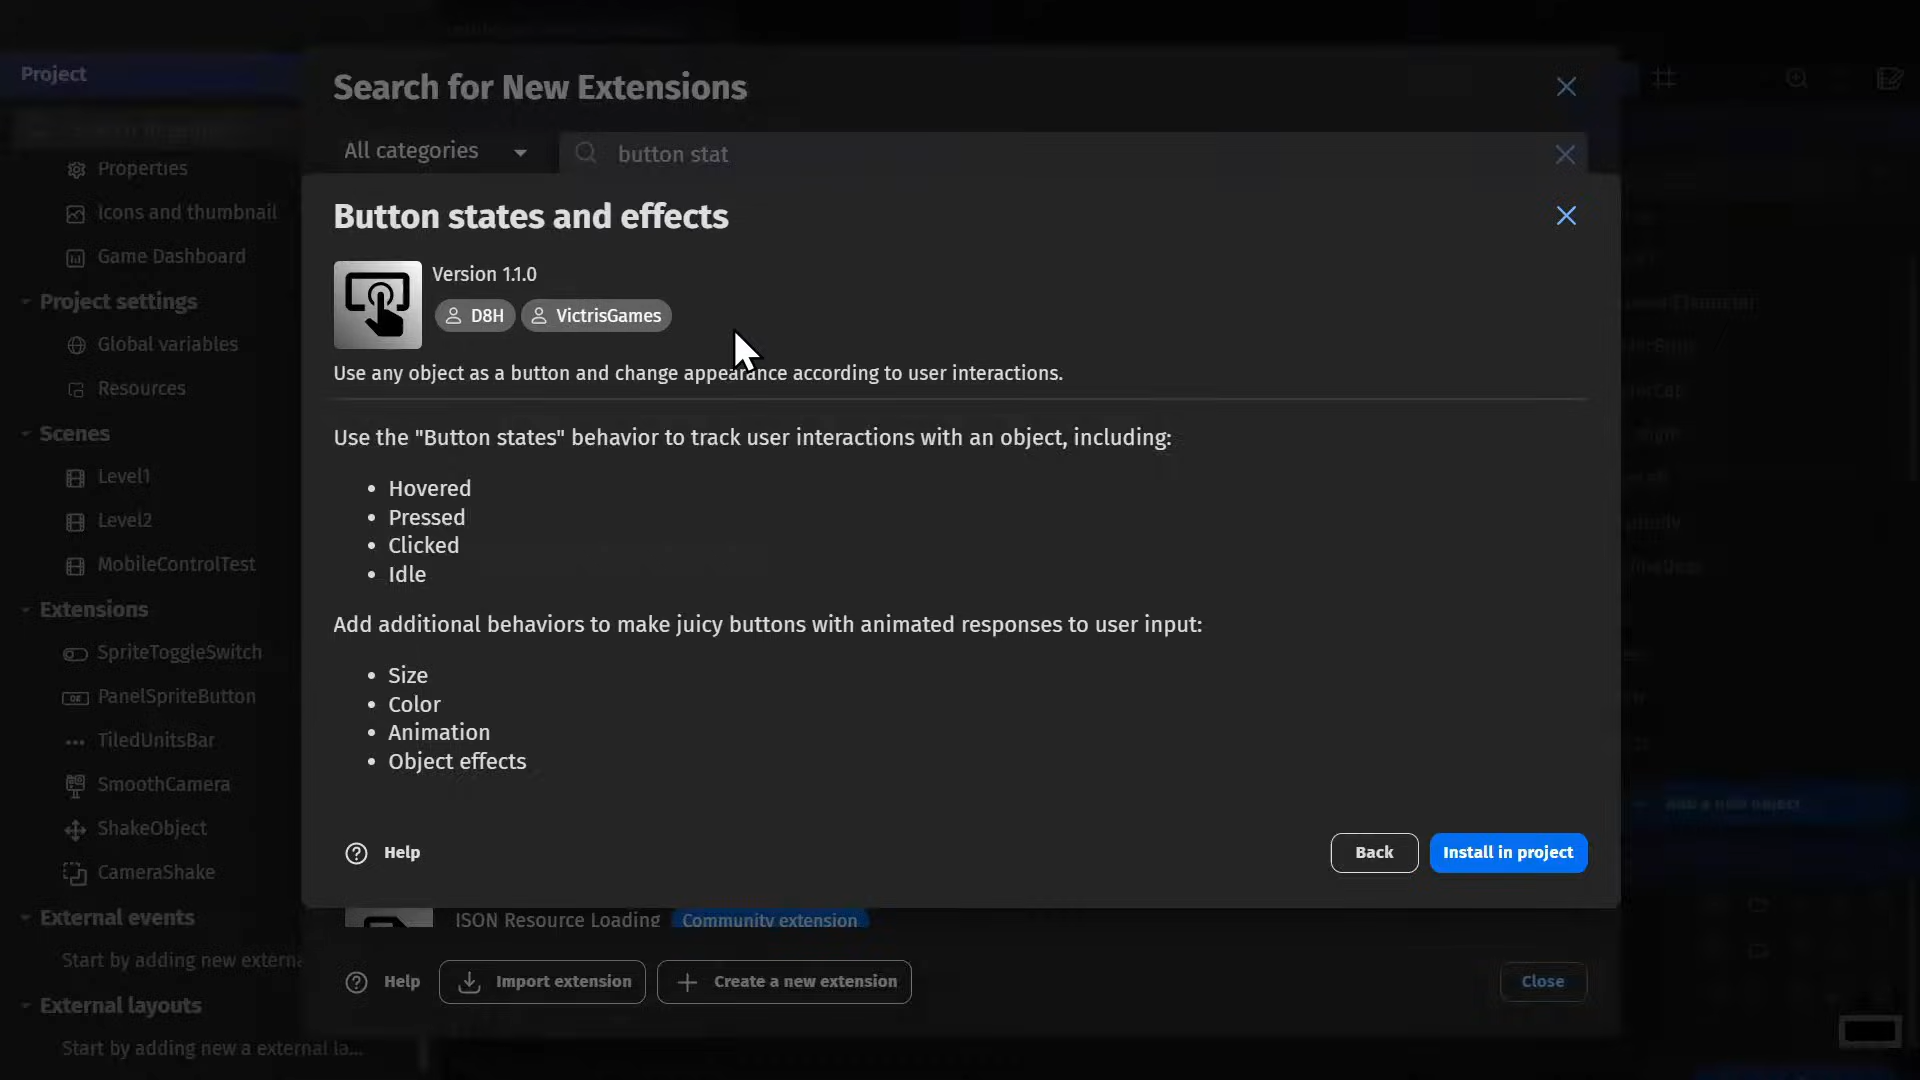 Project
Search for New Extensions
All categories
button stat
Properties
Button states and effects
Icons and thumbnail
Game Dashboard
Version 1.1.0
D8H
VictrisGames
Project settings
Global variables
Use any object as a button and change appearance according to user interactions.
Resources
Scenes
Use the "Button states" behavior to track user interactions with an object, including:
Level1
Hovered
Level2
Pressed
Clicked
MobileControlTest
Idle
Extensions
Add additional behaviors to make juicy buttons with animated responses to user input:
SpriteToggleSwitch
Size
PanelSpriteButton
Color
TiledUnitsBar
Animation
Object effects
SmoothCamera
Add a new object
ShakeObject
Help
Back
Install in project
CameraShake
External events
JSON Resource Loading
Community extension
Start by adding new externa
Help
Import extension
Create a new extension
Close
External layouts
Start by adding new a external la...